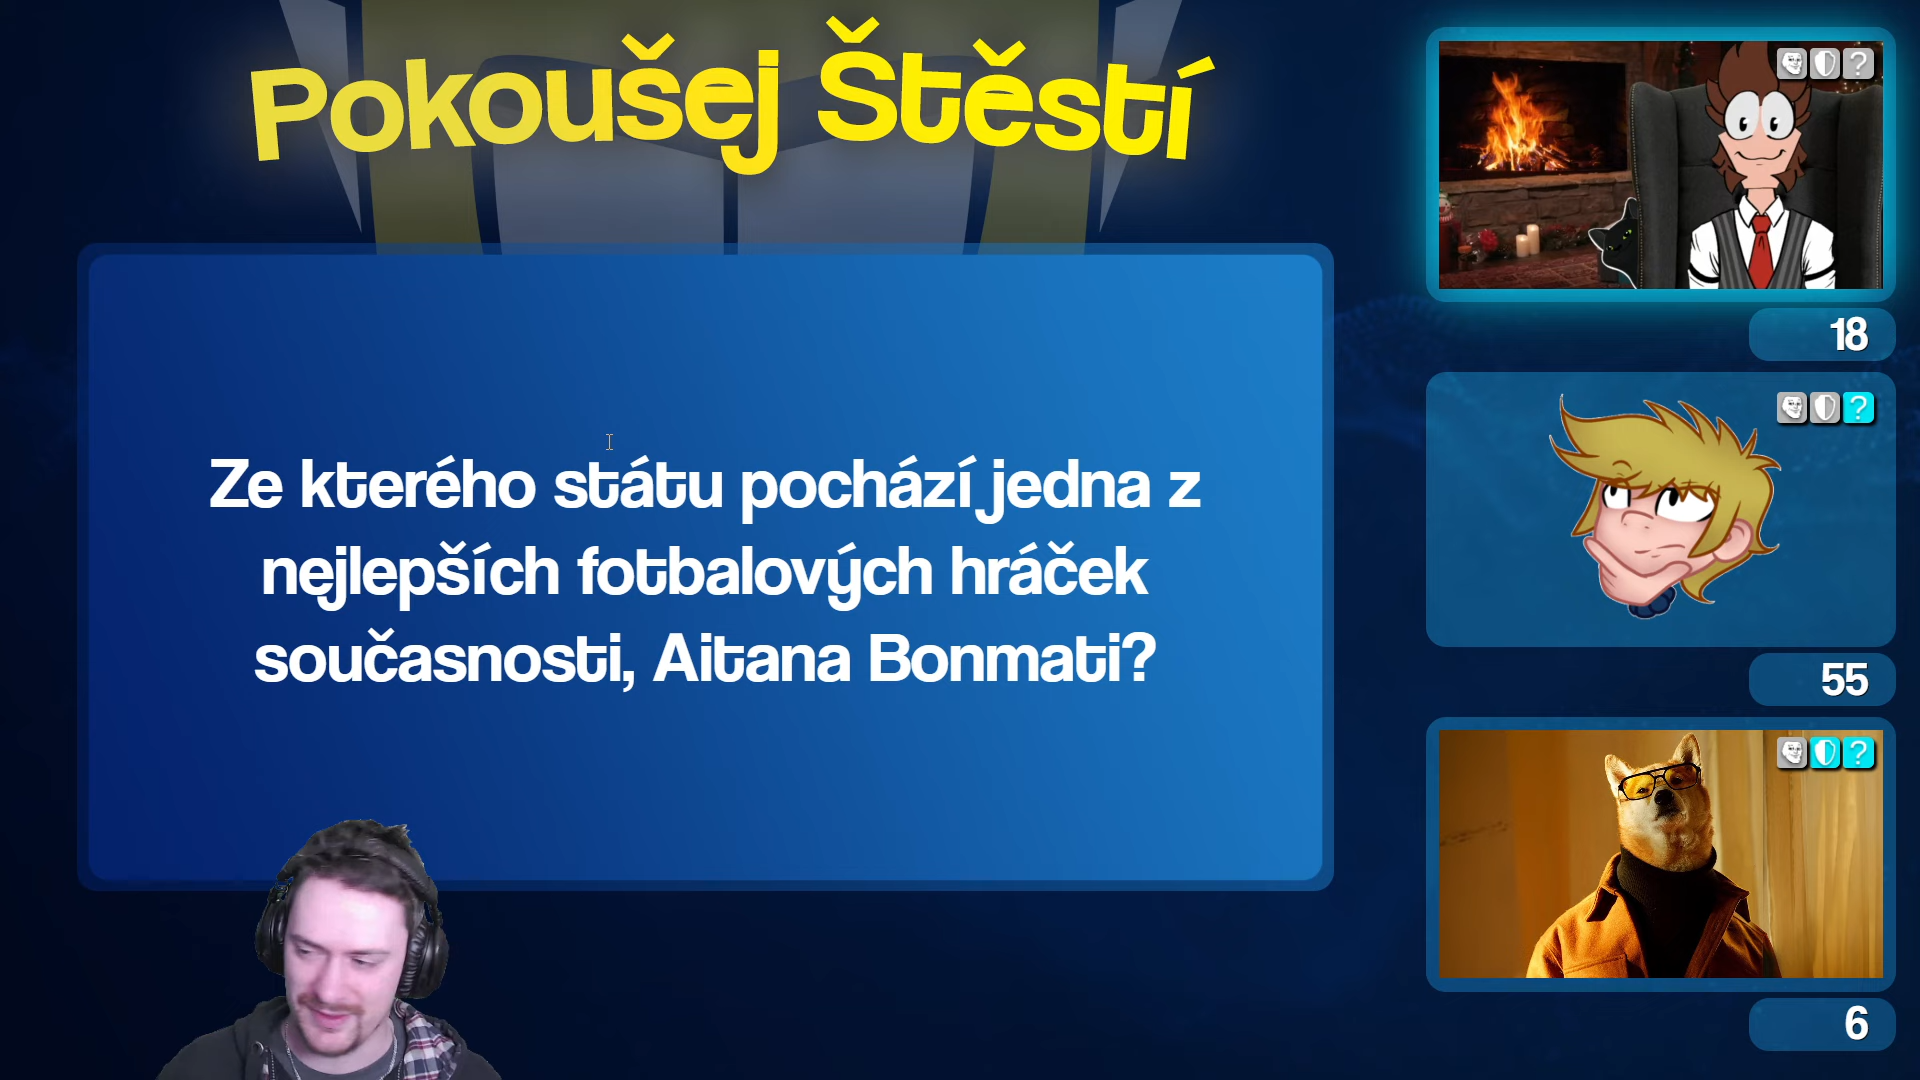 Pokoušej Štěstí
Ze kterého státu pochází jedna z
nejlepších fotbalových hráček
současnosti, Aitana Bonmati?
?
18
?
55
?
6